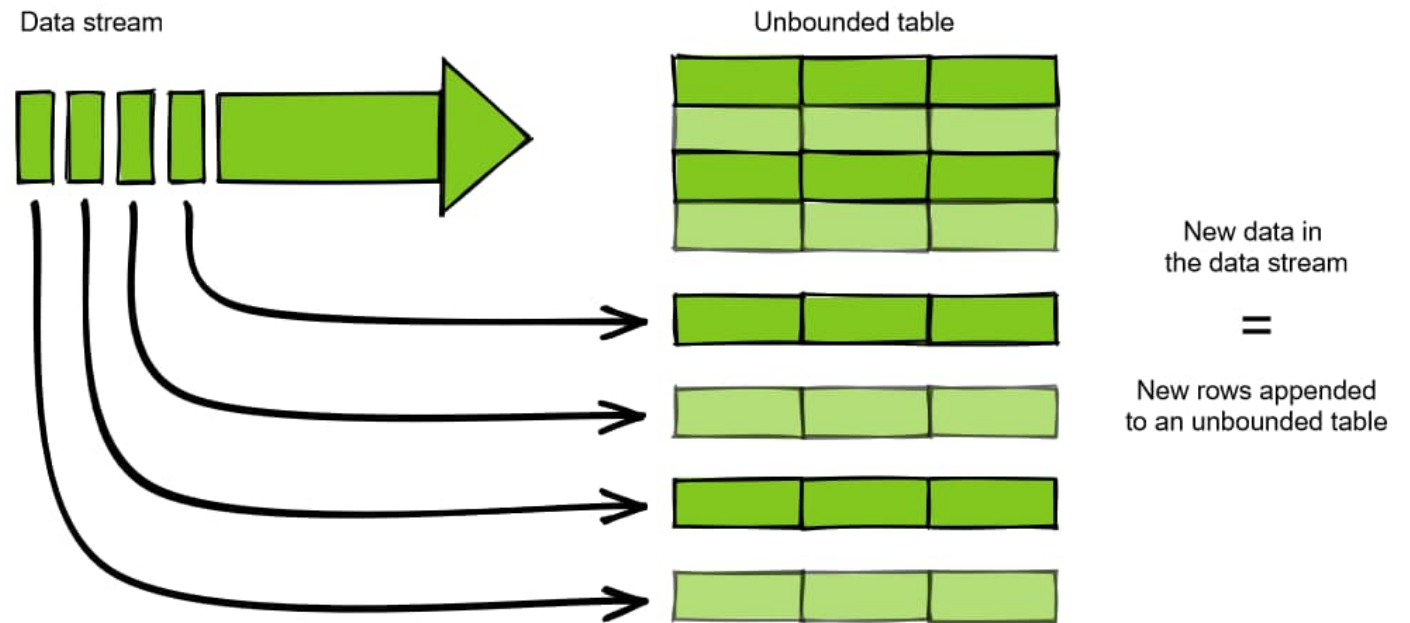 Data stream
Unbounded table
New data in
the data stream
=
New rows appended
to an unbounded table